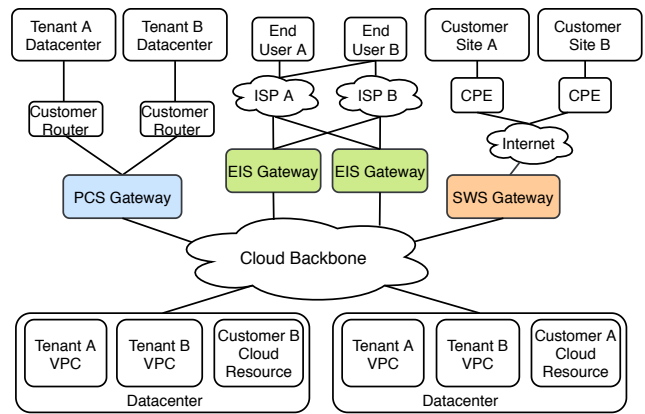 Tenant A
Datacenter
Tenant B
Datacenter
End
User A
End
User B
Customer
Site A
Customer
Site B
ISP A
ISP B
CPE
CPE
Customer
Router
Customer
Router
Internet
EIS Gateway
EIS Gateway
PCS Gateway
SWS Gateway
Cloud Backbone
Tenant A
VPC
Tenant B
VPC
Customer B
Cloud
Resource
Datacenter
Tenant A
VPC
Tenant B
VPC
Customer A
Cloud
Resource
Datacenter